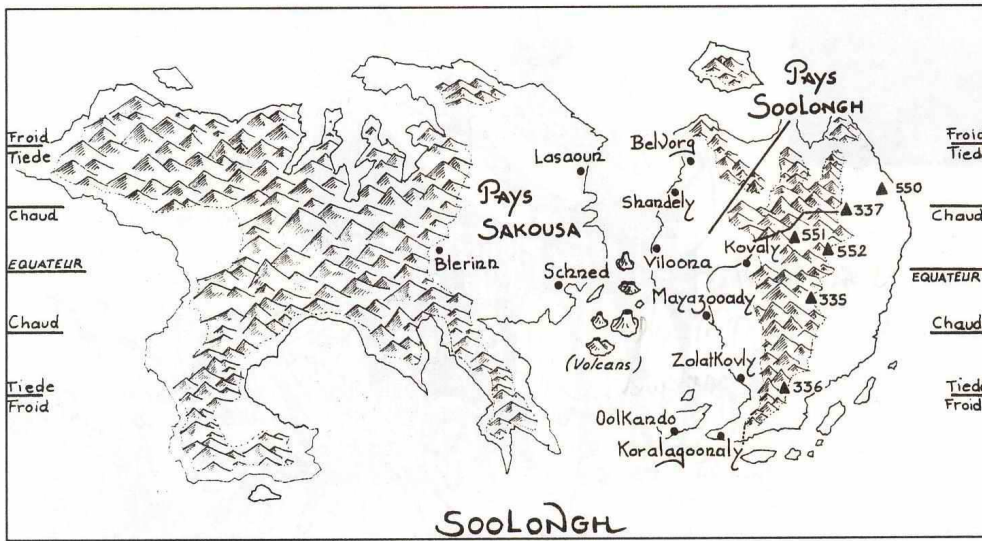 PAYS
SOOLONGH
Froid
Tiede
Froid
Tiede
Belvorg
Lasaoun
550
Shandely
337
PAYS
SAKOUSA
Chaud
Chaud
551
552
Kovaly
Blerinn
Viloona
EQUATEUR
EQUATEUR
Schned
Mayazooady
335
Chaud
Chaud
(Volcans)
ZolatKovly
336
Tiede
Froid
Tiede
Froid
OolKando
Koralagoonaly
SOOLONGH